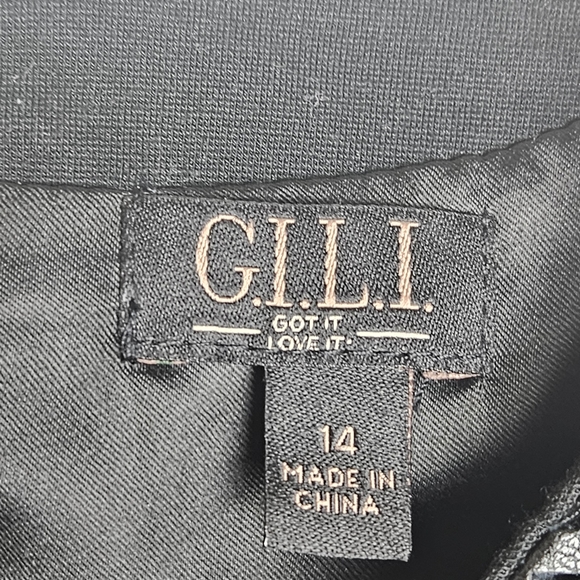 G.I.L.I.
GOT IT
LOVE IT®
14
MADE IN
CHINA